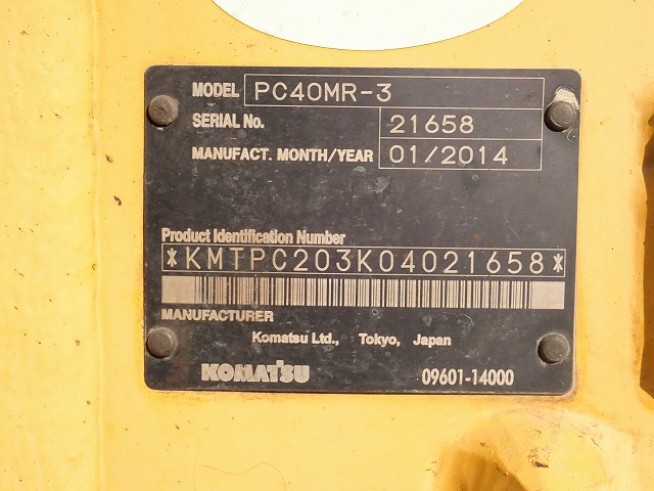 MODEL PC40MR-3
SERIAL No. 21658
MANUFACT. MONTH/YEAR 01/2014
Product Identification Number
*KMTPC203K04021658*
MANUFACTURER
Komatsu Ltd., Tokyo, Japan
KOMATSU 09601-14000